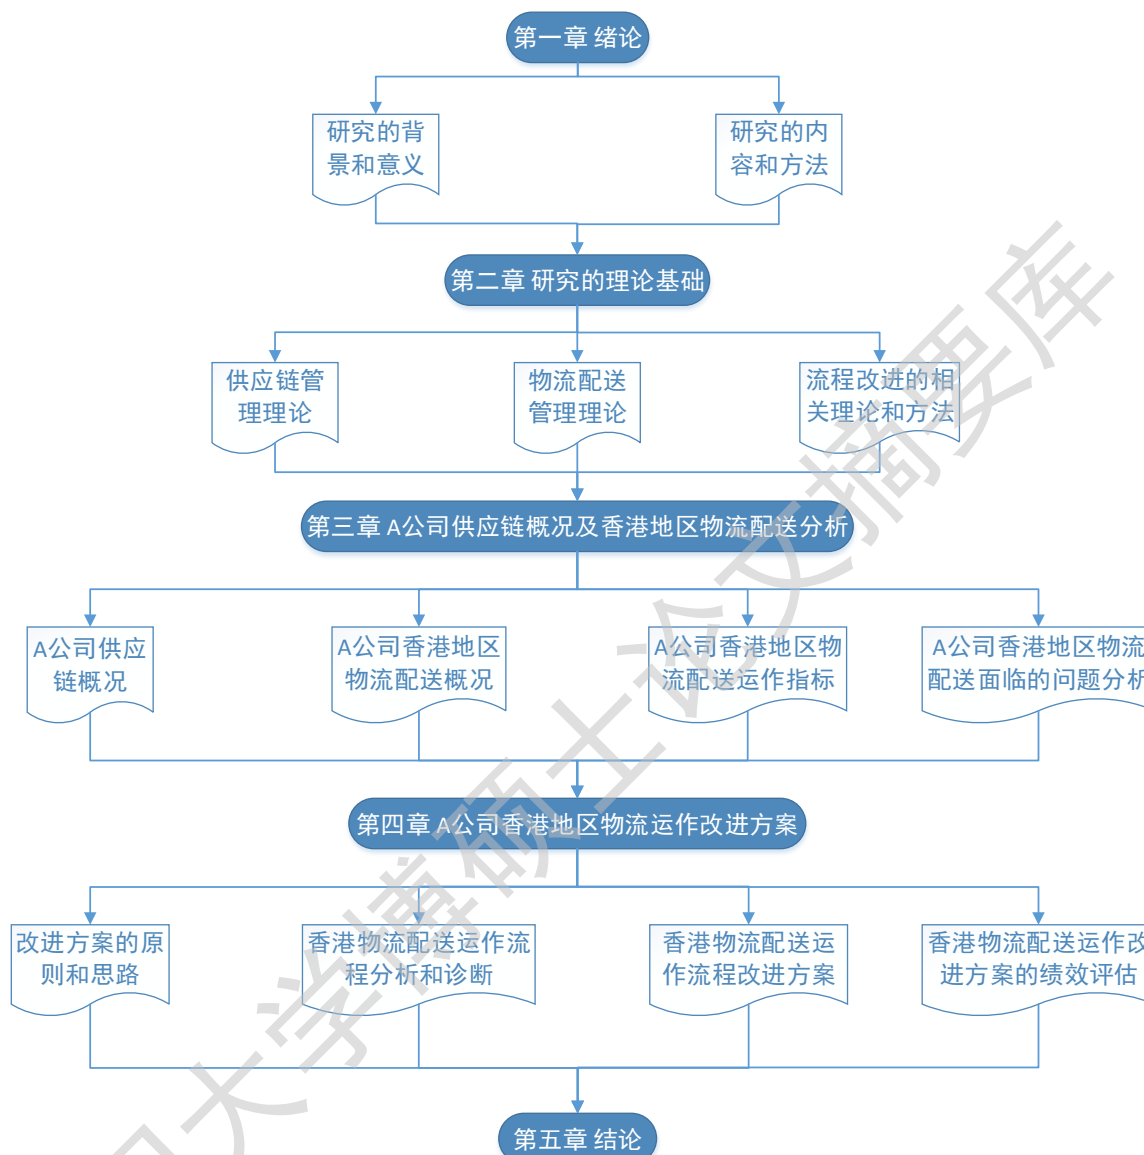 第一章 绪论
研究的背
景和意义
研究的内
容和方法
第二章 研究的理论基础
供应链管
理理论
物流配送
管理理论
流程改进的相
关理论和方法
第三章 A公司供应链概况及香港地区物流配送分析
A公司供应
链概况
A公司香港地区
物流配送概况
A公司香港地区物
流配送运作指标
A公司香港地区物流
配送面临的问题分析
第四章 A公司香港地区物流运作改进方案
改进方案的原
则和思路
香港物流配送运作流
程分析和诊断
香港物流配送运
作流程改进方案
香港物流配送运作改
进方案的绩效评估
第五章 结论
大学博硕士论文摘要库